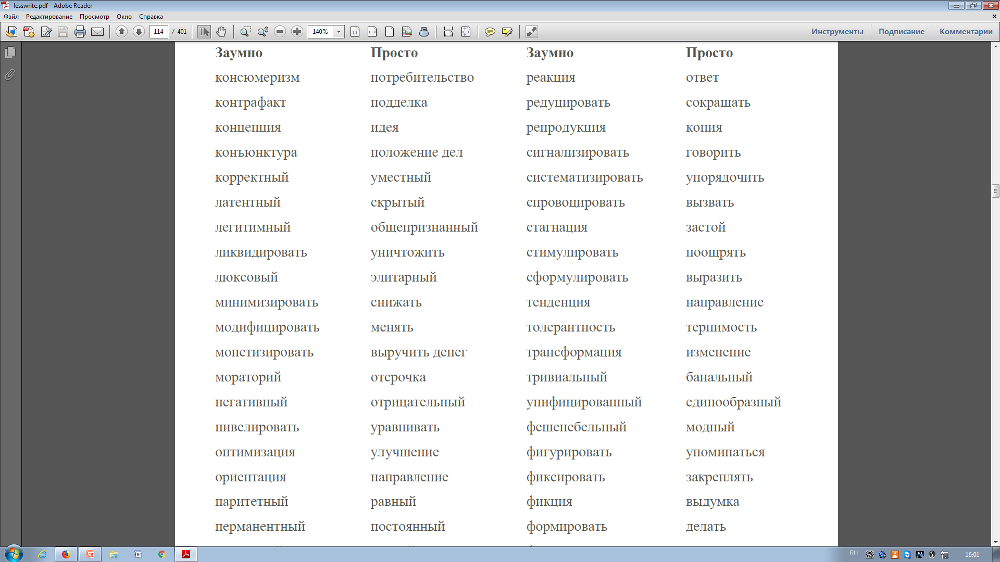 lesswrite.pdf - Adobe Reader
Файл Редактирование Просмотр Окно Справка
114 / 401 140% Инструменты Подписание Комментарии
Заумно Просто Заумно Просто
консюмеризм потребительство реакция ответ
контрафакт подделка редуцировать сокращать
концепция идея репродукция копия
конъюнктура положение дел сигнализировать говорить
корректный уместный систематизировать упорядочить
латентный скрытый спровоцировать вызвать
легитимный общепризнанный стагнация застой
ликвидировать уничтожить стимулировать поощрять
люксовый элитарный сформулировать выразить
минимизировать снижать тенденция направление
модифицировать менять толерантность терпимость
монетизировать выручить денег трансформация изменение
мораторий отсрочка тривиальный банальный
негативный отрицательный унифицированный единообразный
нивелировать уравнивать фешенебельный модный
оптимизация улучшение фигурировать упоминаться
ориентация направление фиксировать закреплять
паритетный равный фикция выдумка
перманентный постоянный формировать делать
RU 16:01